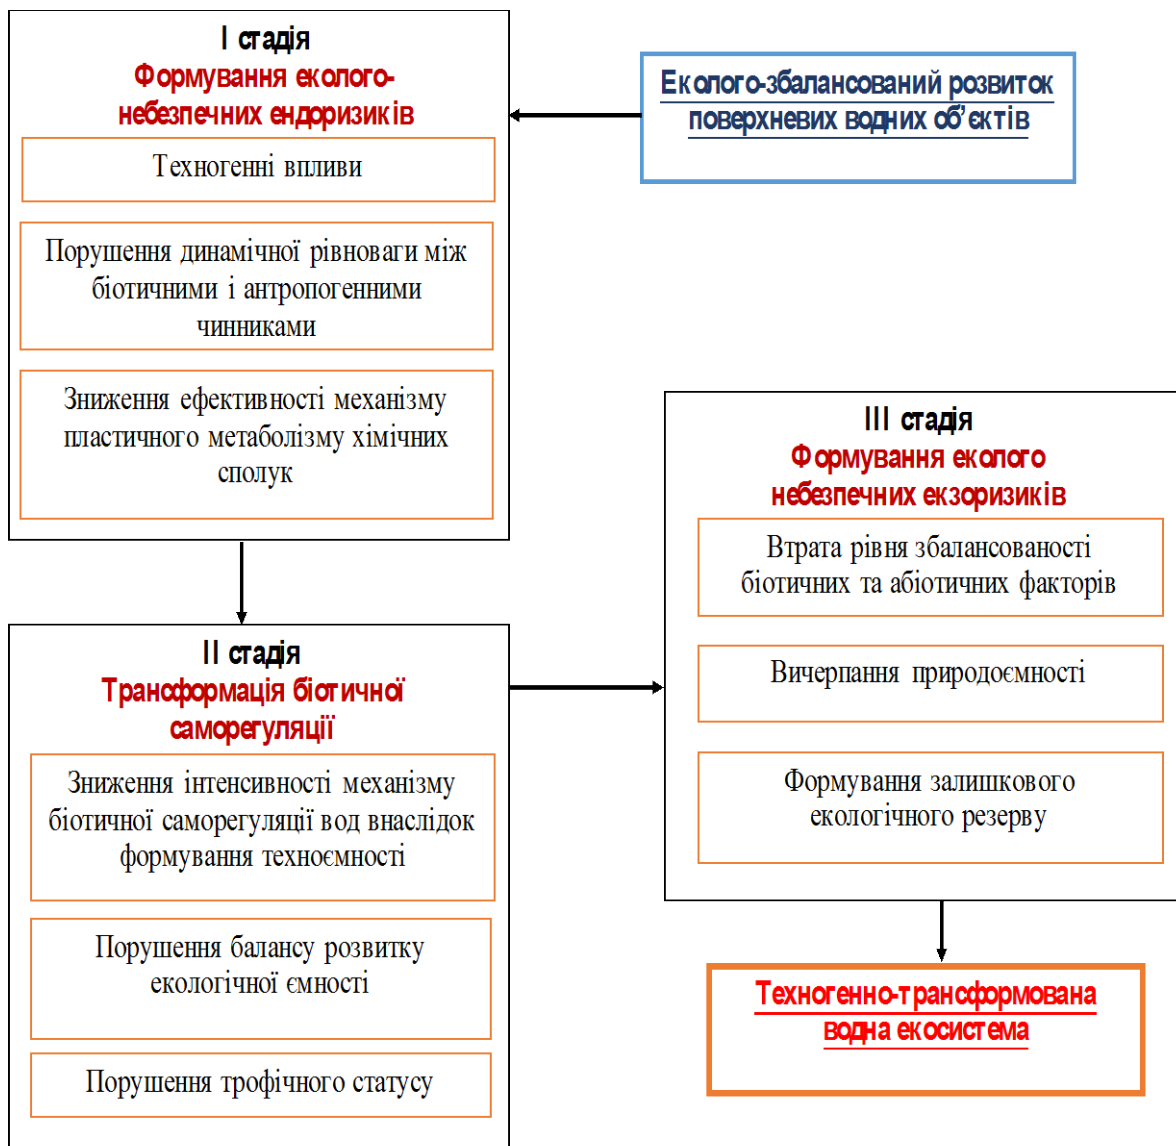 Еколого-збалансований розвиток
поверхневих водних об’єктів
I стадія
Формування еколого-
небезпечних ендоризиків
Техногенні впливи
Порушення динамічної рівноваги між
біотичними і антропогенними
чинниками
Зниження ефективності механізму
пластичного метаболізму хімічних
сполук
II стадія
Трансформація біотичної
саморегуляції
Зниження інтенсивності механізму
біотичної саморегуляції вод внаслідок
формування техноємності
Порушення балансу розвитку
екологічної ємності
Порушення трофічного статусу
III стадія
Формування еколого
небезпечних екзоризиків
Втрата рівня збалансованості
біотичних та абіотичних факторів
Вичерпання природоємності
Формування залишкового
екологічного резерву
Техногенно-трансформована
водна екосистема